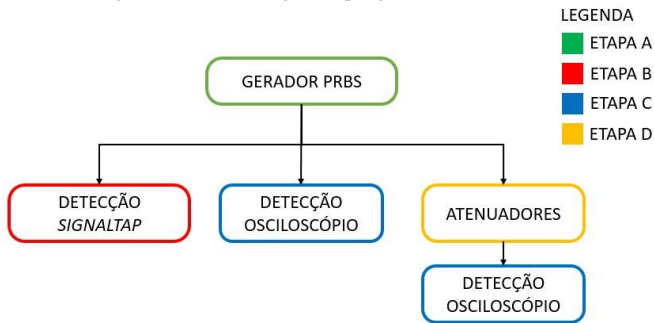 LEGENDA
ETAPA A
ETAPA B
ETAPA C
ETAPA D
GERADOR PRBS
DETECÇÃO
SIGNALTAP
DETECÇÃO
OSCILOSCÓPIO
ATENUADORES
DETECÇÃO
OSCILOSCÓPIO